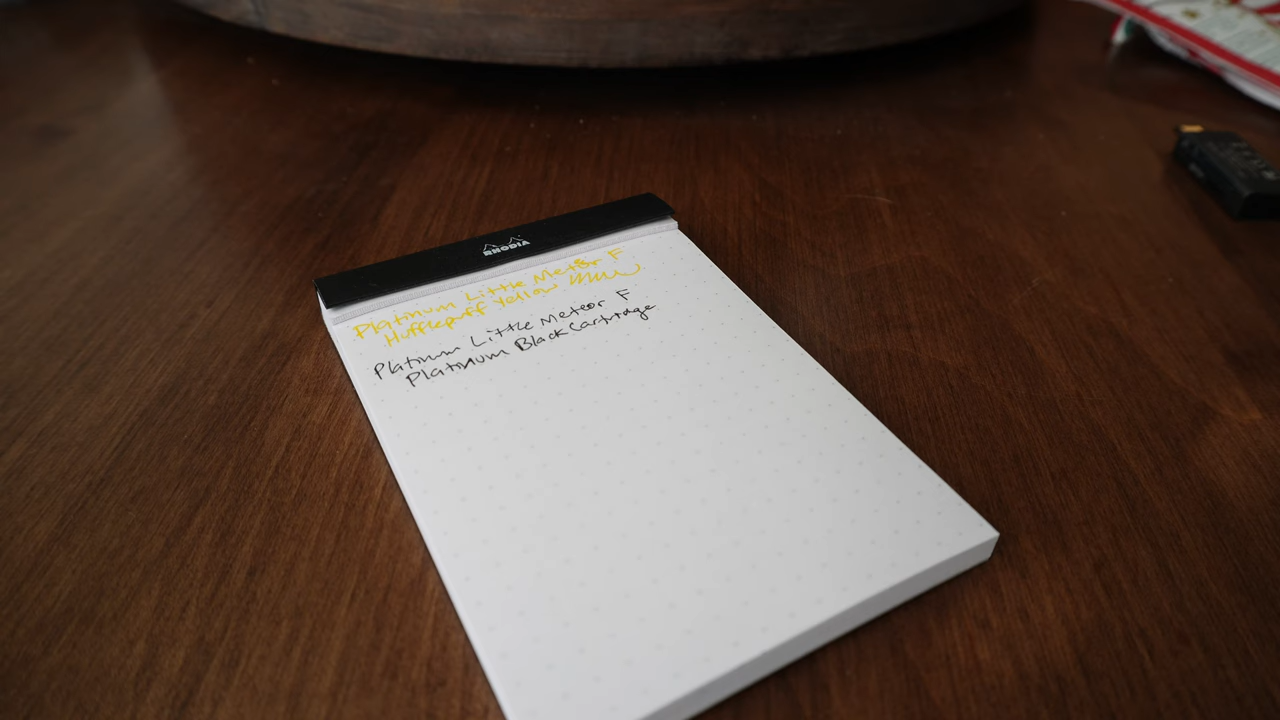 RHODIA
Platinum Little Meteor F
Hufflepuff Yellow
Platinum Little Meteor F
Platinum Black Cartridge